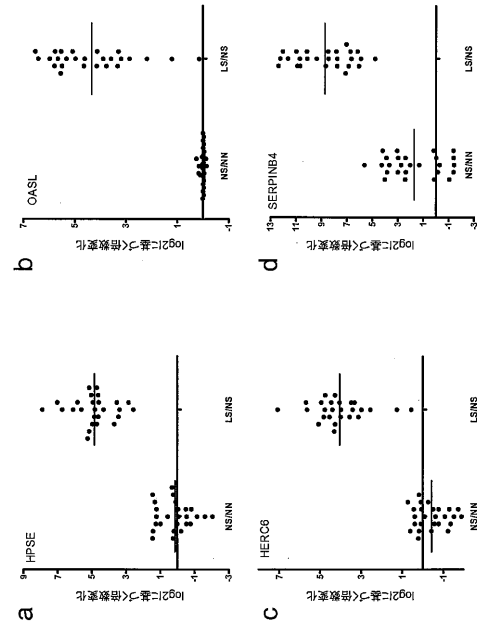 a
HPSE
log2に基づく倍数変化
9
7
5
3
1
-1
-3
NS/NN
LS/NS
b
OASL
log2に基づく倍数変化
7
5
3
1
-1
NS/NN
LS/NS
c
HERC6
log2に基づく倍数変化
7
5
3
1
-1
NS/NN
LS/NS
d
SERPINB4
log2に基づく倍数変化
13
11
9
7
5
3
1
-1
-3
NS/NN
LS/NS